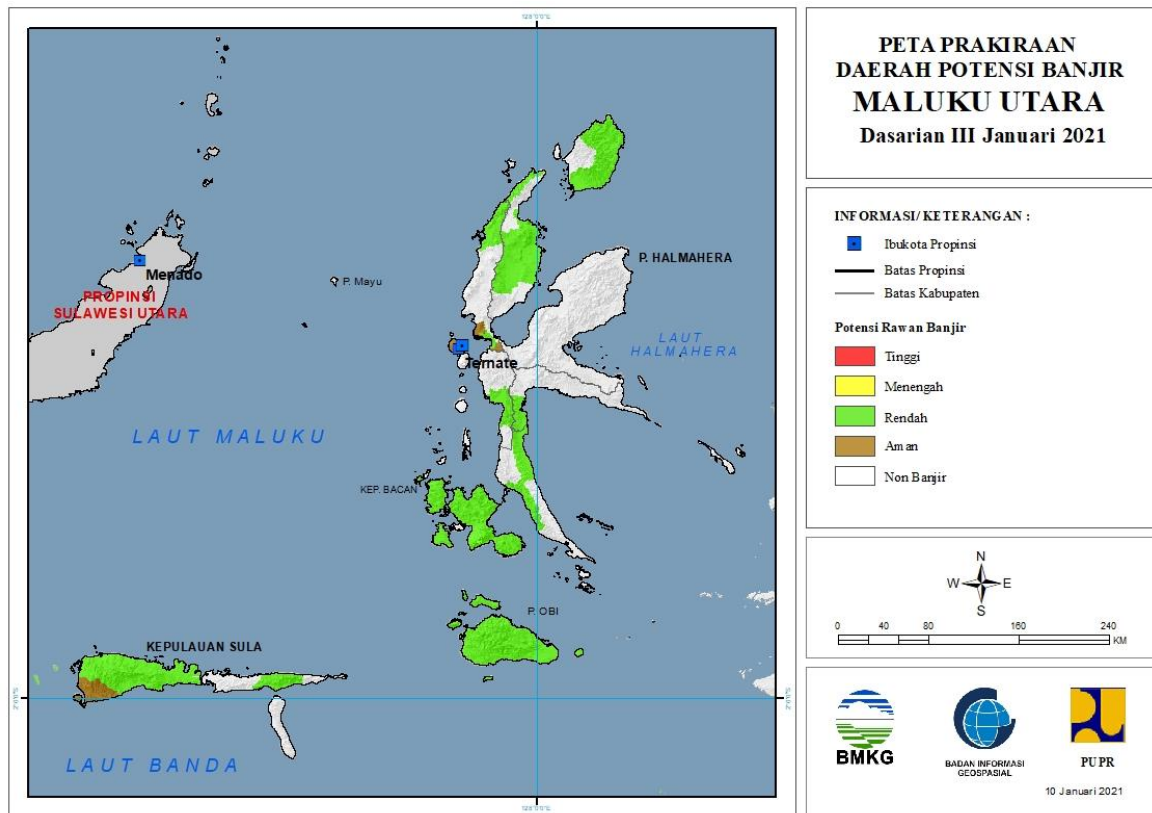 PETA PRAKIRAAN
DAERAH POTENSI BANJIR
MALUKU UTARA
Dasarian III Januari 2021
INFORMASI/ KETERANGAN :
Ibukota Propinsi
Batas Propinsi
Batas Kabupaten
Potensi Rawan Banjir
Tinggi
Menengah
Rendah
Aman
Non Banjir
N
W E
S
0 40 80 160 240
KM
BMKG
BADAN INFORMASI
GEOSPASIAL
PUPR
10 Januari 2021
Menado
PROPINSI
SULAWESI UTARA
P. Mayu
P. HALMAHERA
LAUT
HALMAHERA
Ternate
LAUT MALUKU
KEP. BACAN
P. OBI
KEPULAUAN SULA
LAUT BANDA